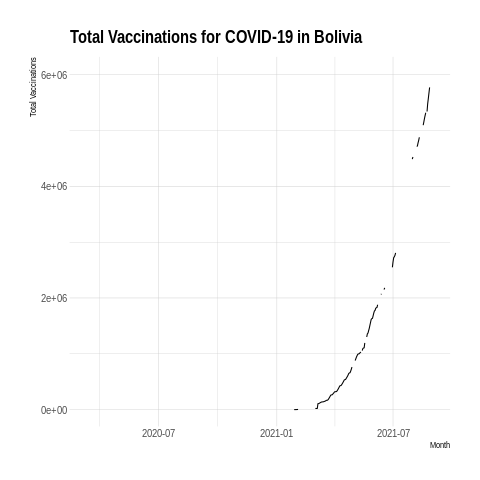 Total Vaccinations for COVID-19 in Bolivia
Total Vaccinations
6e+06
4e+06
2e+06
0e+00
2020-07
2021-01
2021-07
Month